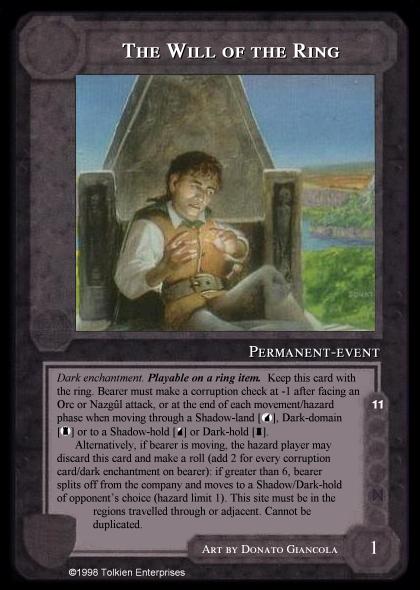 The Will of the Ring
DONATO
Permanent-event
Dark enchantment. Playable on a ring item. Keep this card with
the ring. Bearer must make a corruption check at -1 after facing an
Orc or Nazgûl attack, or at the end of each movement/hazard
phase when moving through a Shadow-land [ ], Dark-domain
[ ] or to a Shadow-hold [ ] or Dark-hold [ ].
Alternatively, if bearer is moving, the hazard player may
discard this card and make a roll (add 2 for every corruption
card/dark enchantment on bearer): if greater than 6, bearer
splits off from the company and moves to a Shadow/Dark-hold
of opponent's choice (hazard limit 1). This site must be in the
regions travelled through or adjacent. Cannot be
duplicated.
11
Art by Donato Giancola
1
©1998 Tolkien Enterprises